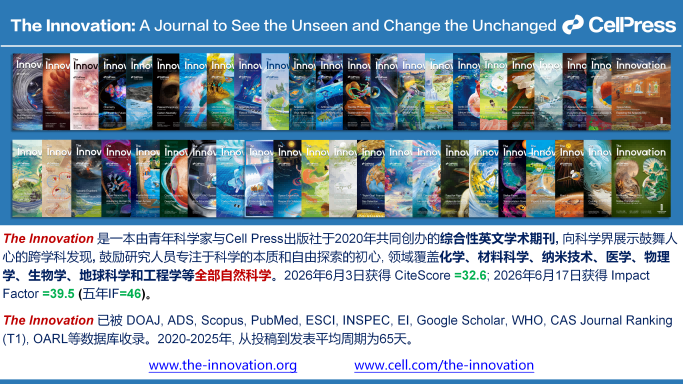 The Innovation: A Journal to See the Unseen and Change the Unchanged CellPress
The Innovation 是一本由青年科学家与Cell Press出版社于2020年共同创办的综合性英文学术期刊, 向科学界展示鼓舞人
心的跨学科发现, 鼓励研究人员专注于科学的本质和自由探索的初心, 领域覆盖化学、材料科学、纳米技术、医学、物理
学、生物学、地球科学和工程学等全部自然科学。2026年6月3日获得 CiteScore =32.6; 2026年6月17日获得 Impact
Factor =39.5 (五年IF=46)。
The Innovation 已被 DOAJ, ADS, Scopus, PubMed, ESCI, INSPEC, EI, Google Scholar, WHO, CAS Journal Ranking
(T1), OARL等数据库收录。2020-2025年, 从投稿到发表平均周期为65天。
www.the-innovation.org www.cell.com/the-innovation